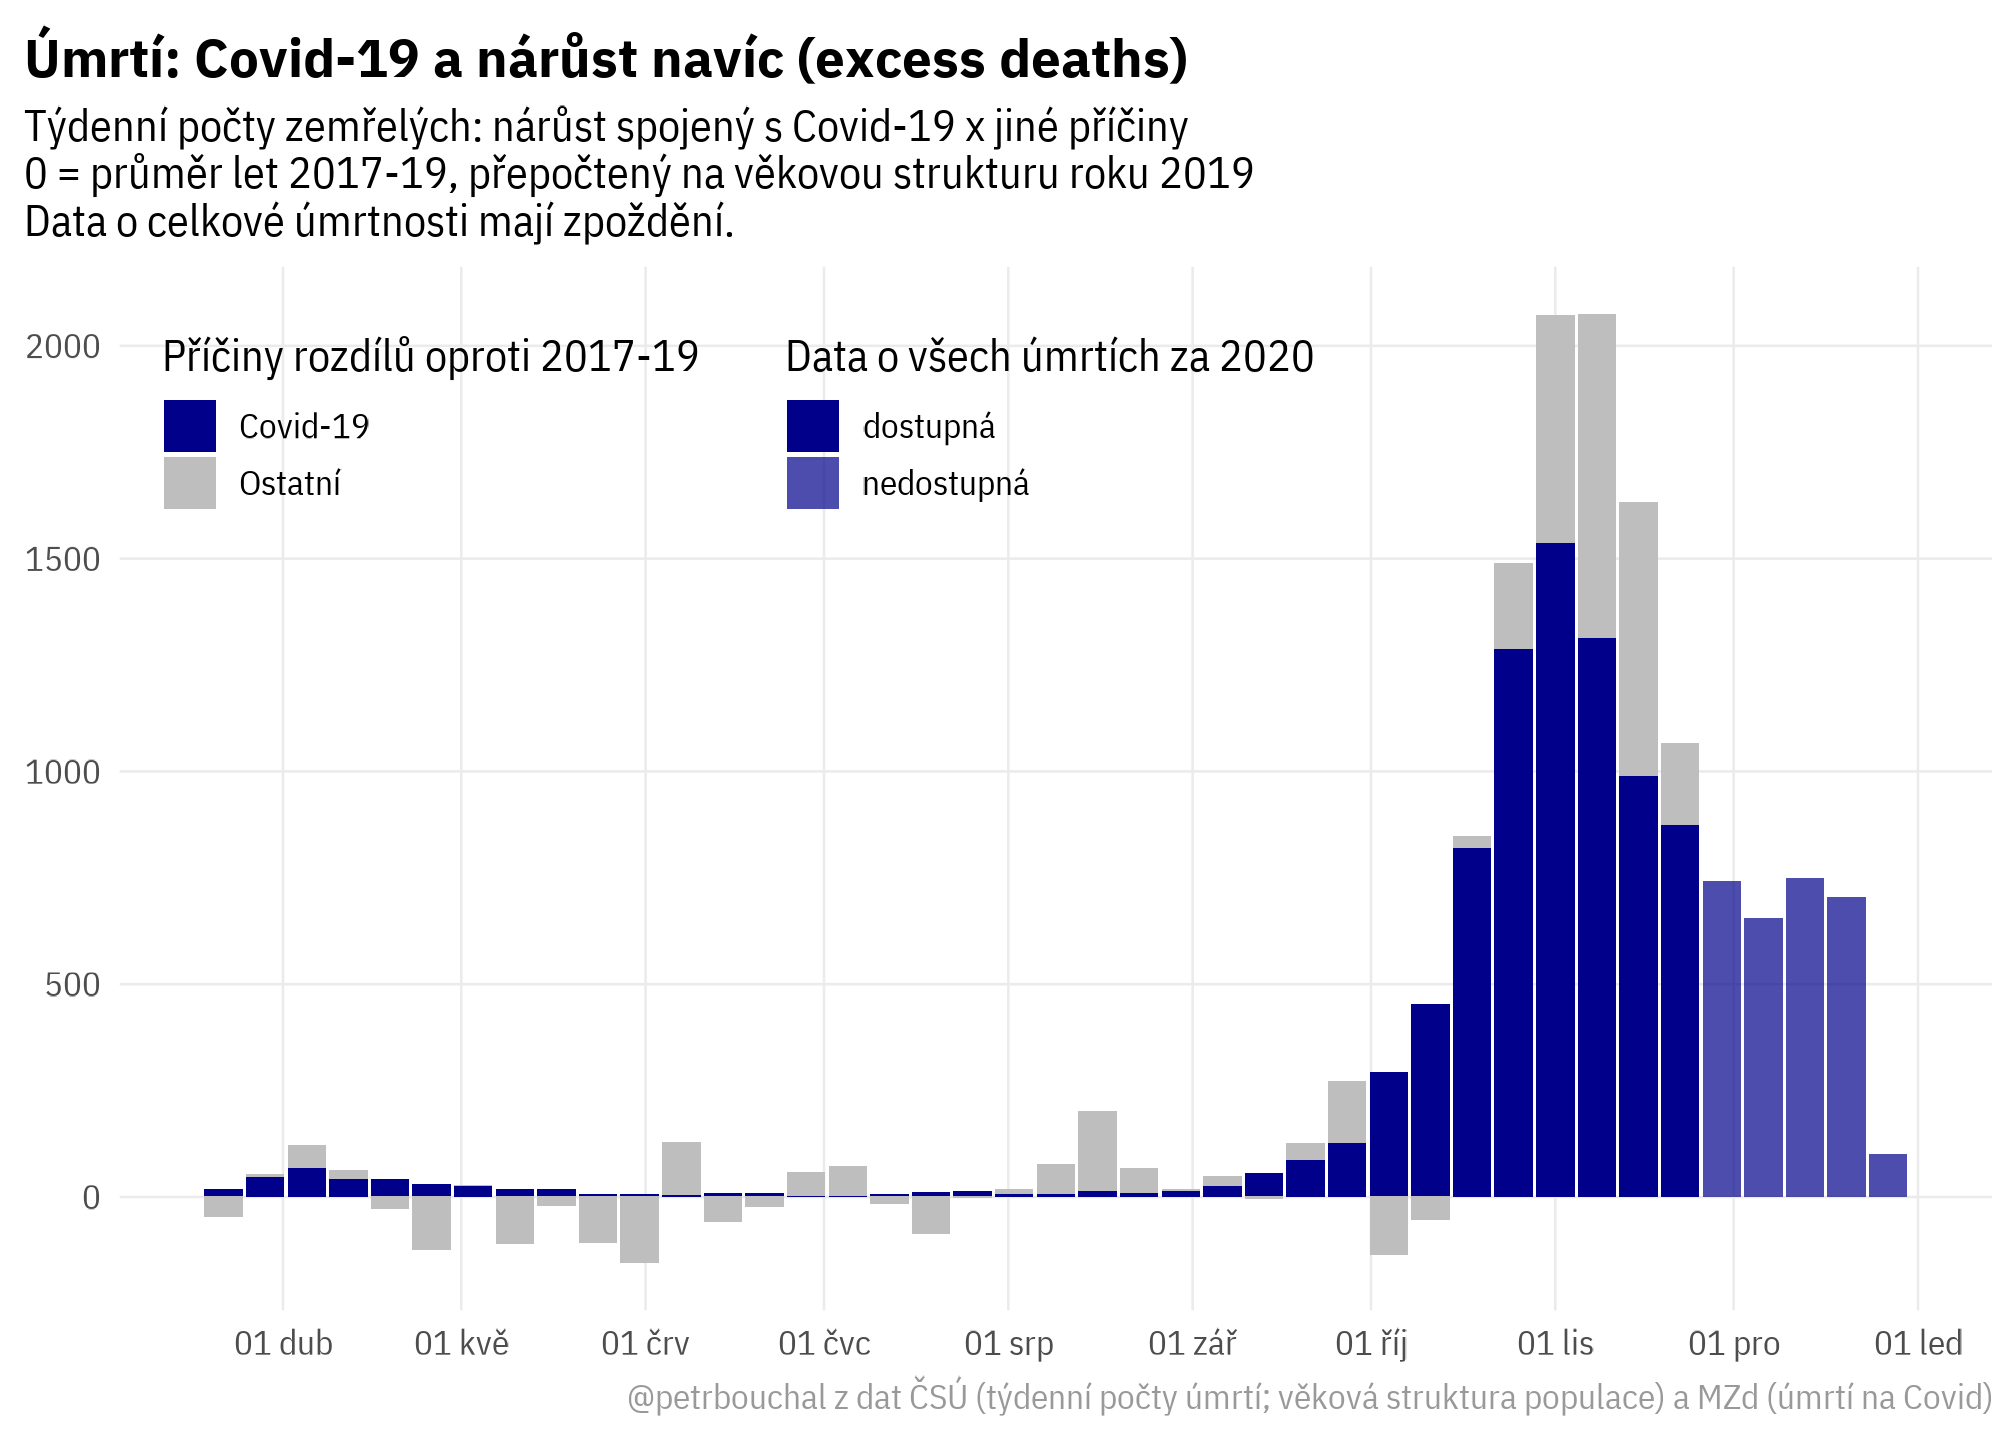 Úmrtí: Covid-19 a nárůst navíc (excess deaths)
Týdenní počty zemřelých: nárůst spojený s Covid-19 x jiné příčiny
0 = průměr let 2017-19, přepočtený na věkovou strukturu roku 2019
Data o celkové úmrtnosti mají zpoždění.
Příčiny rozdílů oproti 2017-19
Covid-19
Ostatní
Data o všech úmrtích za 2020
dostupná
nedostupná
2000
1500
1000
500
0
01 dub 01 kvě 01 črv 01 čvc 01 srp 01 zář 01 říj 01 lis 01 pro 01 led
@petrbouchal z dat ČSÚ (týdenní počty úmrtí; věková struktura populace) a MZd (úmrtí na Covid)